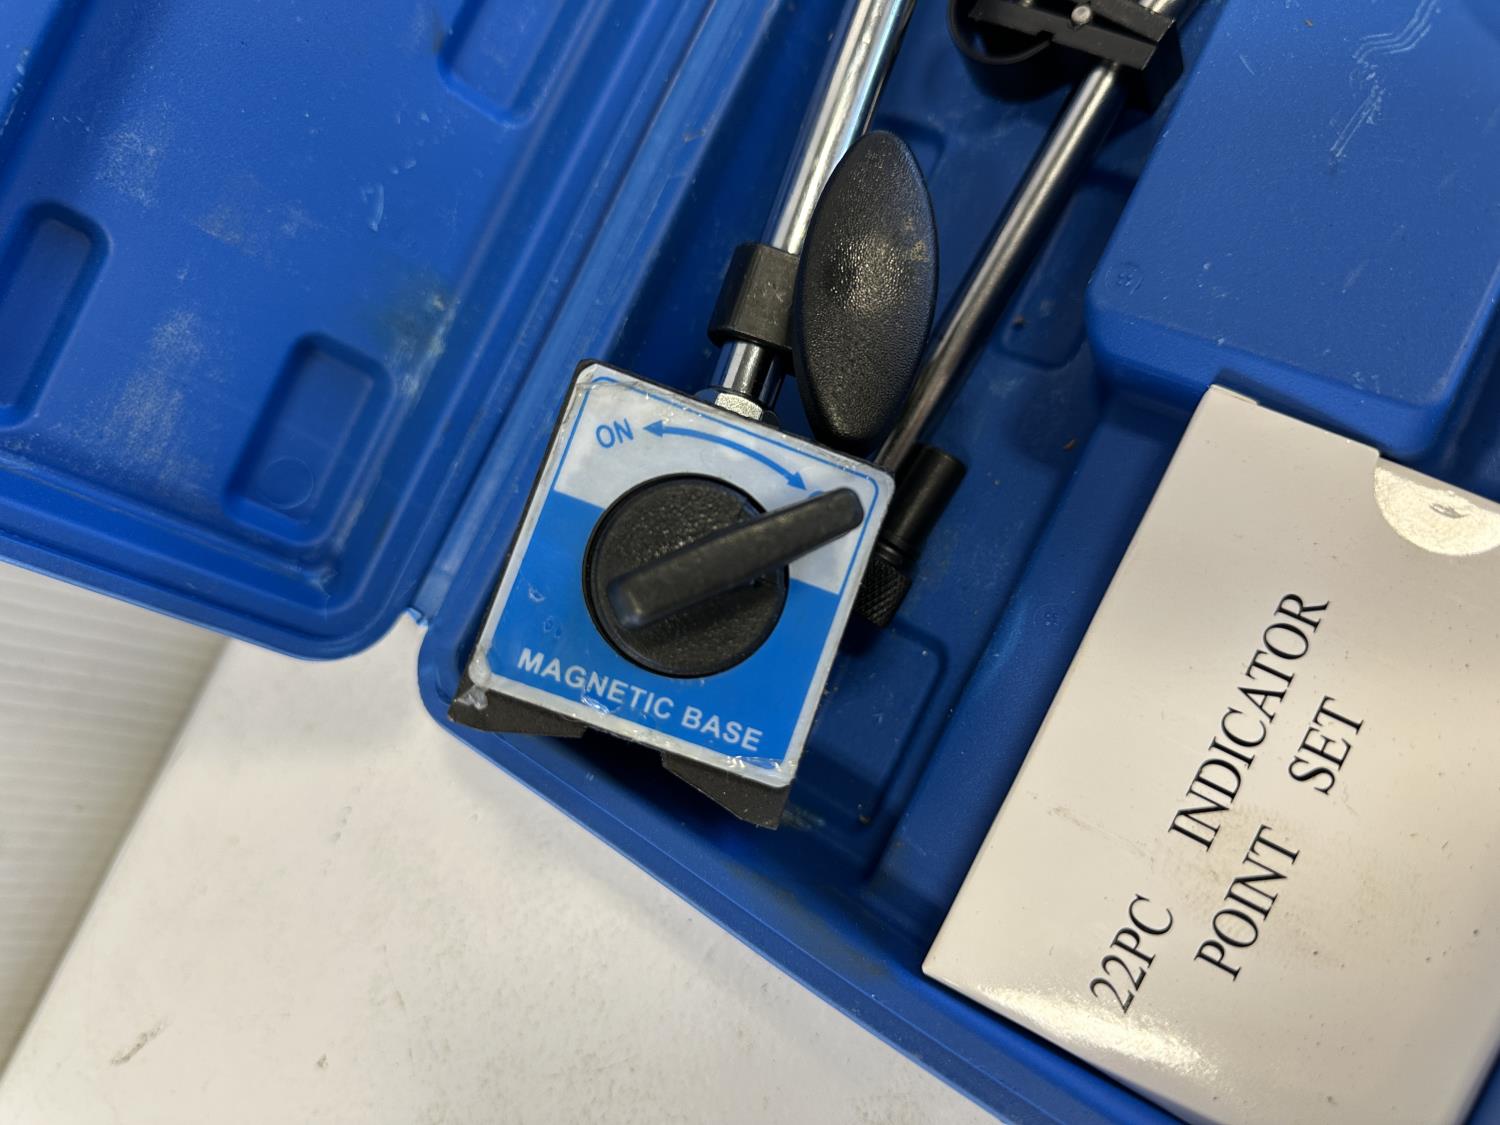 ON
MAGNETIC BASE
22PC INDICATOR
POINT SET